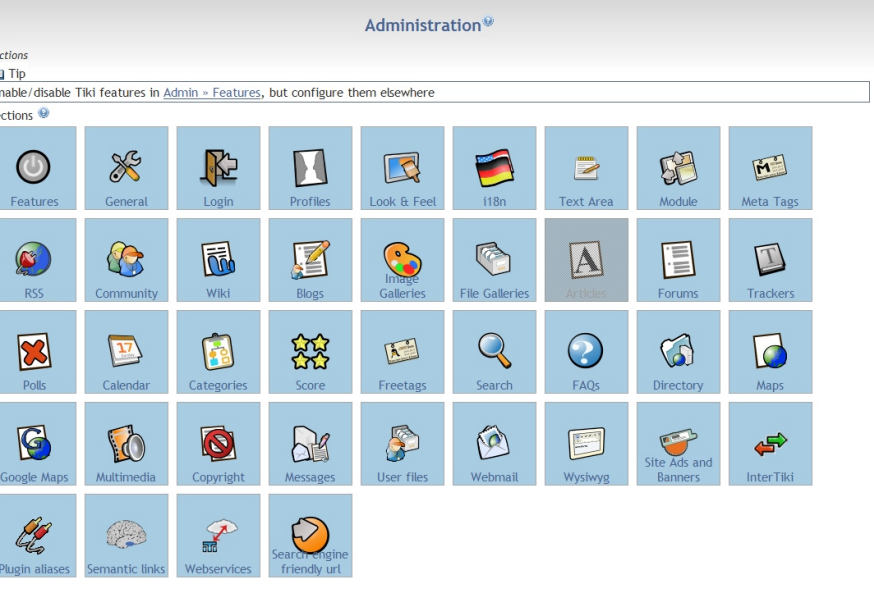 Administration
ctions
Tip
nable/disable Tiki features in Admin » Features, but configure them elsewhere
ections
Features General Login Profiles Look & Feel i18n Text Area Module Meta Tags
RSS Community Wiki Blogs Image Galleries File Galleries Articles Forums Trackers
Polls Calendar Categories Score Freetags Search FAQs Directory Maps
Google Maps Multimedia Copyright Messages User files Webmail Wysiwyg Site Ads and Banners InterTiki
Plugin aliases Semantic links Webservices Search engine friendly url